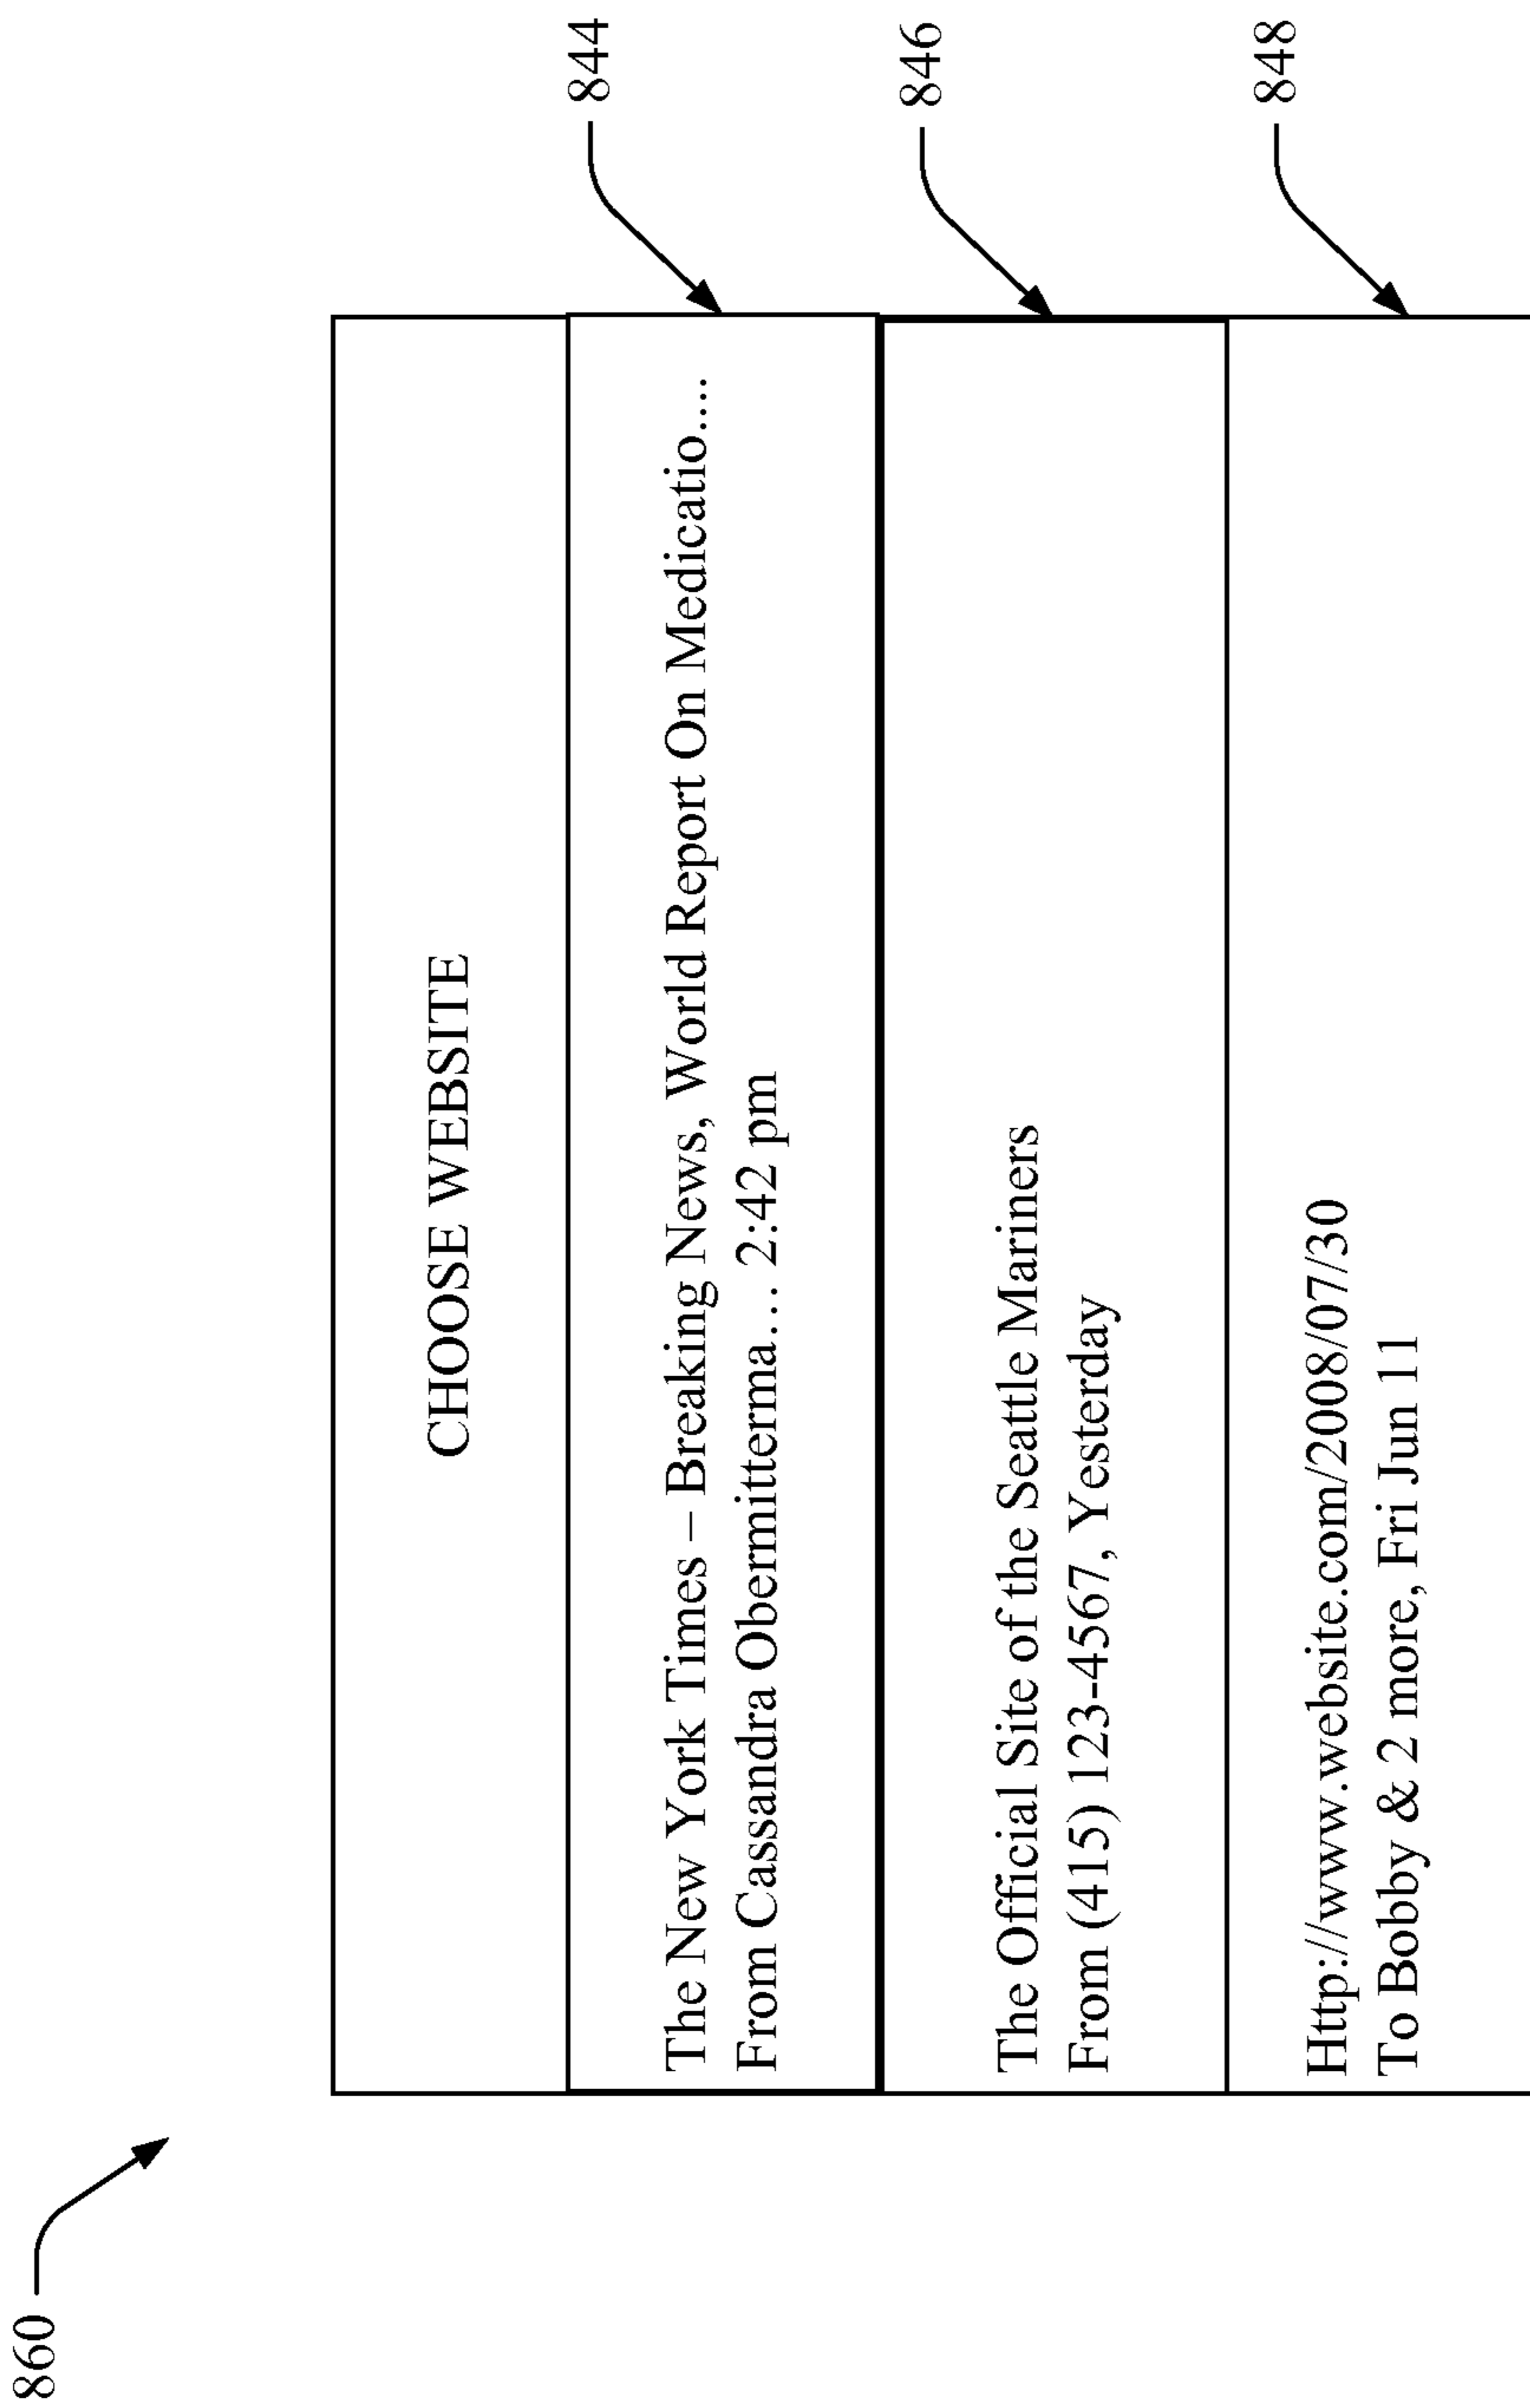 860
CHOOSE WEBSITE
844
The New York Times – Breaking News, World Report On Medicatio....
From Cassandra Obermitterma… 2:42 pm
846
The Official Site of the Seattle Mariners
From (415) 123-4567, Yesterday
848
Http://www.website.com/2008/07/30
To Bobby & 2 more, Fri Jun 11